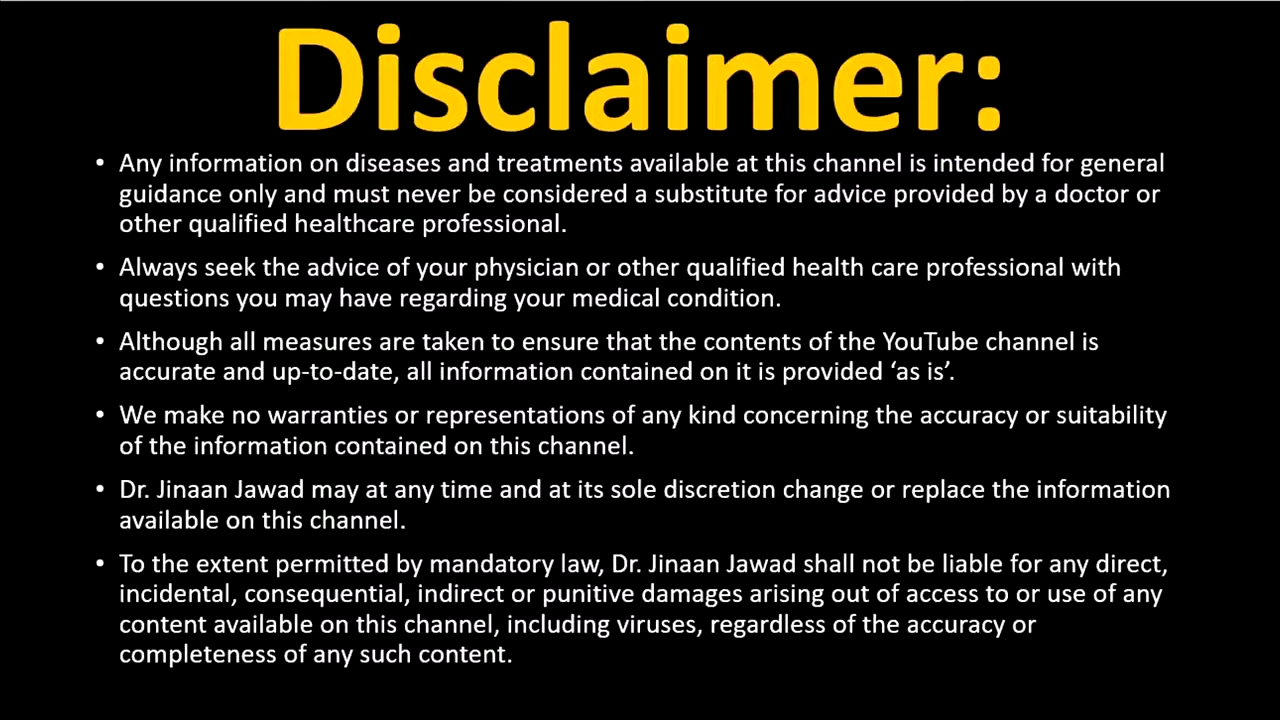 Disclaimer:
• Any information on diseases and treatments available at this channel is intended for general
guidance only and must never be considered a substitute for advice provided by a doctor or
other qualified healthcare professional.
• Always seek the advice of your physician or other qualified health care professional with
questions you may have regarding your medical condition.
• Although all measures are taken to ensure that the contents of the YouTube channel is
accurate and up-to-date, all information contained on it is provided ‘as is’.
• We make no warranties or representations of any kind concerning the accuracy or suitability
of the information contained on this channel.
• Dr. Jinaan Jawad may at any time and at its sole discretion change or replace the information
available on this channel.
• To the extent permitted by mandatory law, Dr. Jinaan Jawad shall not be liable for any direct,
incidental, consequential, indirect or punitive damages arising out of access to or use of any
content available on this channel, including viruses, regardless of the accuracy or
completeness of any such content.